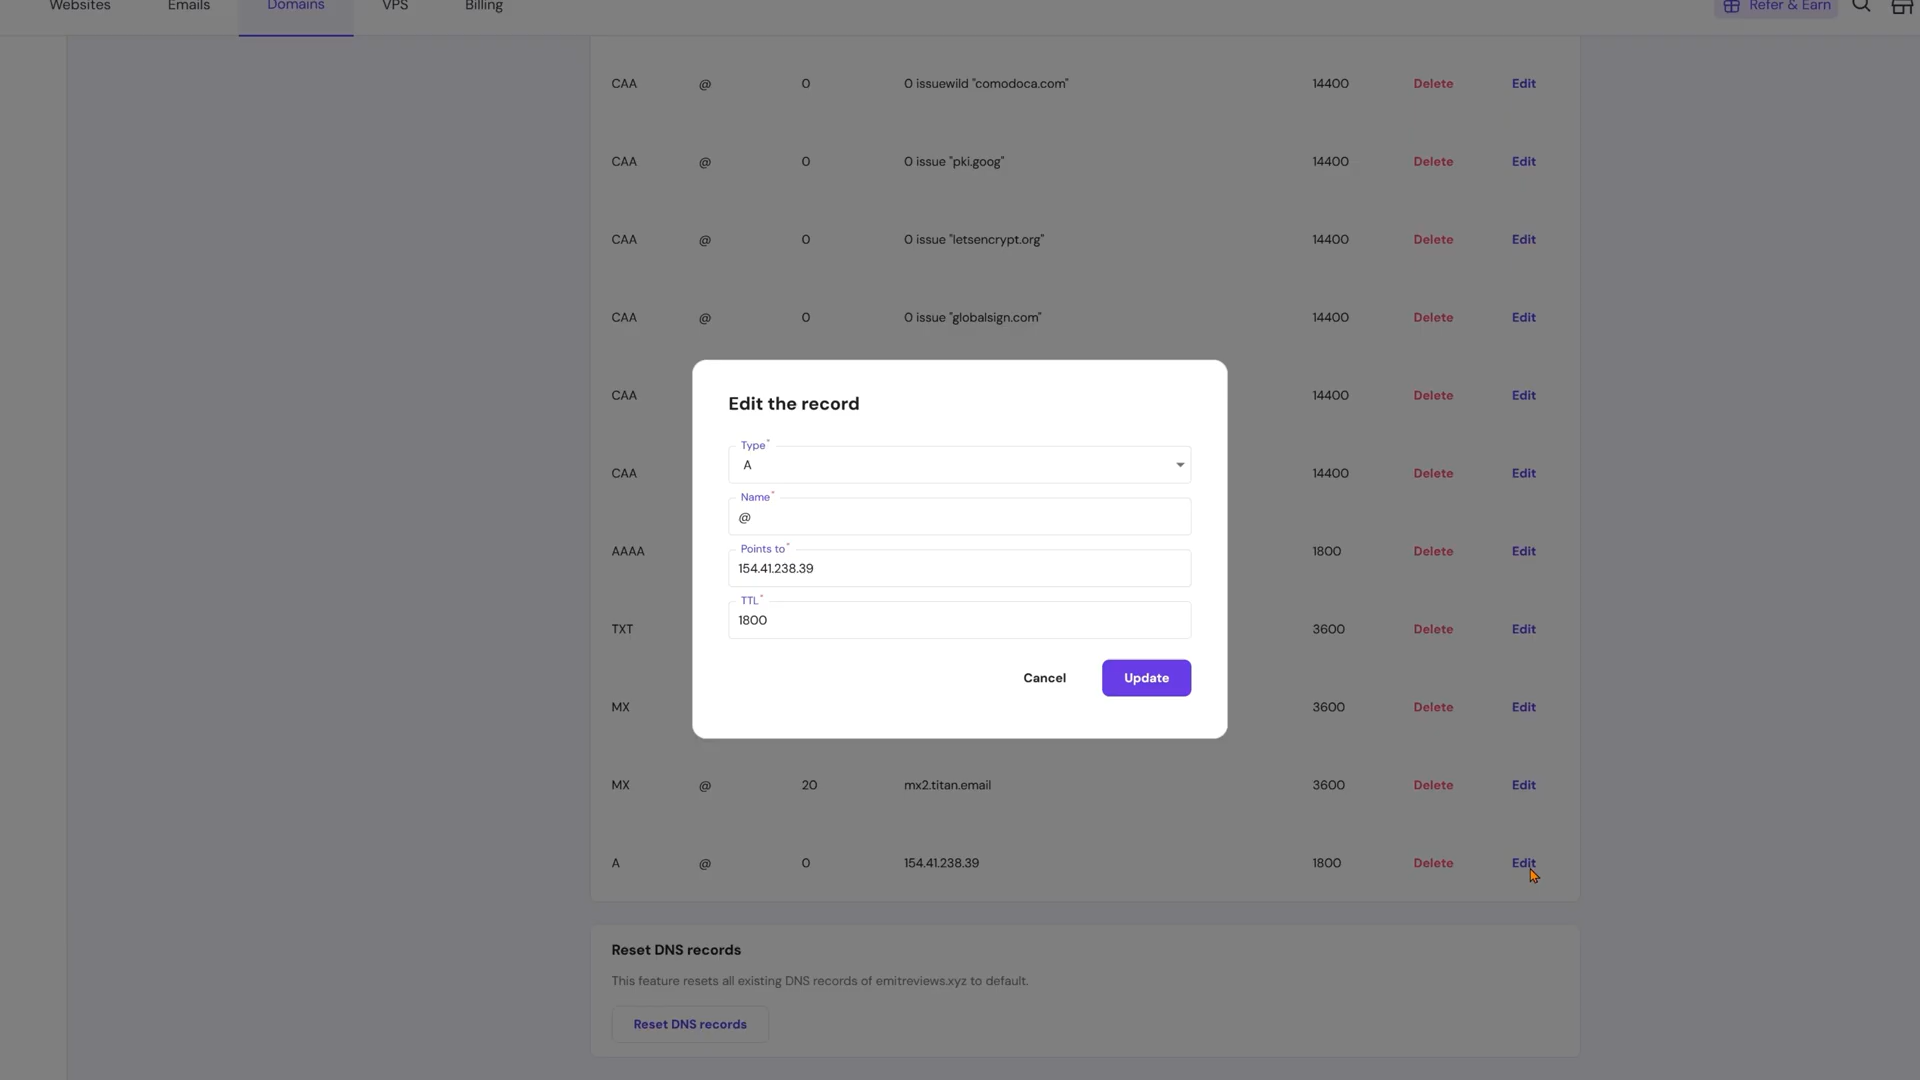 Websites Emails Domains VPS Billing Refer & Earn
CAA @ 0 0 issuewild "comodoca.com" 14400 Delete Edit
CAA @ 0 0 issue "pki.goog" 14400 Delete Edit
CAA @ 0 0 issue "letsencrypt.org" 14400 Delete Edit
CAA @ 0 0 issue "globalsign.com" 14400 Delete Edit
CAA 14400 Delete Edit
CAA 14400 Delete Edit
AAAA 1800 Delete Edit
TXT 3600 Delete Edit
MX 3600 Delete Edit
Edit the record
Type*
A
Name*
@
Points to*
154.41.238.39
TTL*
1800
Cancel Update
MX @ 20 mx2.titan.email 3600 Delete Edit
A @ 0 154.41.238.39 1800 Delete Edit
Reset DNS records
This feature resets all existing DNS records of emitreviews.xyz to default.
Reset DNS records